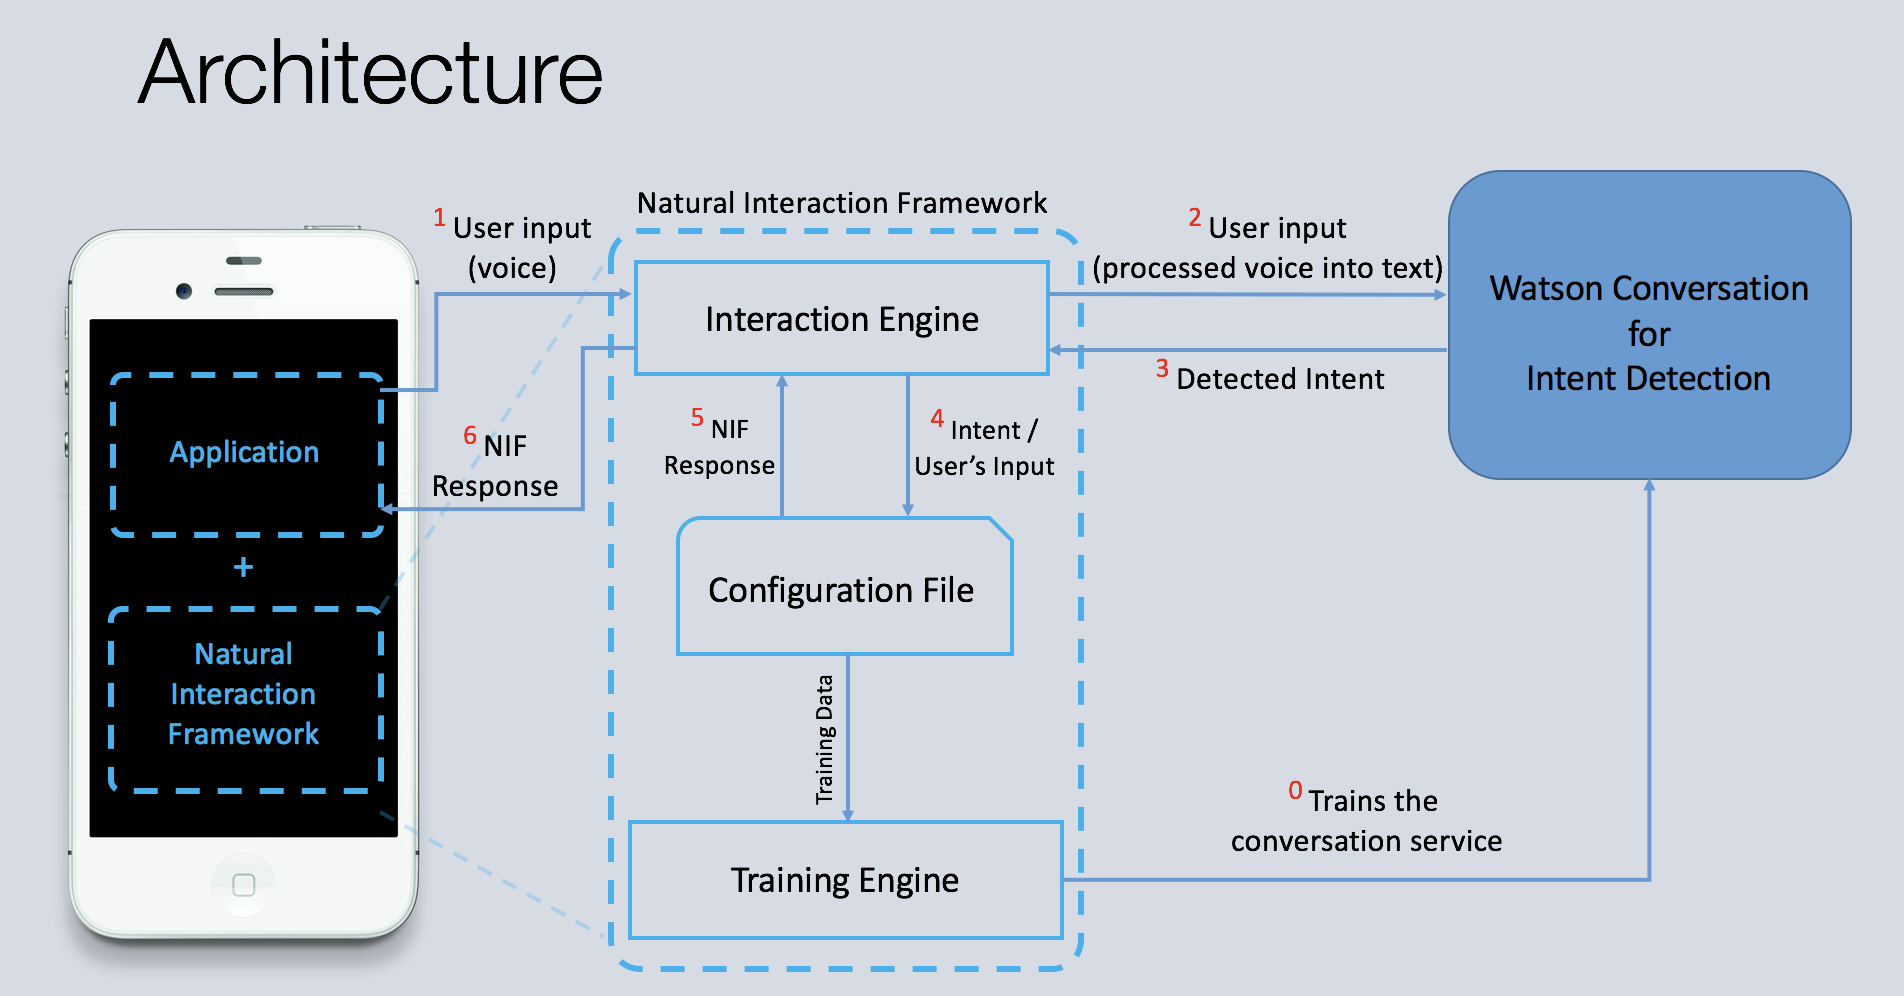 Architecture
Natural Interaction Framework
1 User input
(voice)
2 User input
(processed voice into text)
Interaction Engine
Watson Conversation
for
Intent Detection
3 Detected Intent
Application
6 NIF
Response
5 NIF
Response
4 Intent /
User’s Input
+
Configuration File
Natural
Interaction
Framework
Training Data
0 Trains the
conversation service
Training Engine